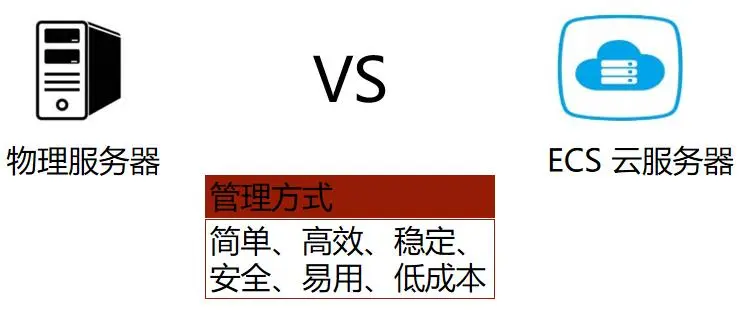 VS
物理服务器
ECS 云服务器
管理方式
简单、高效、稳定、
安全、易用、低成本